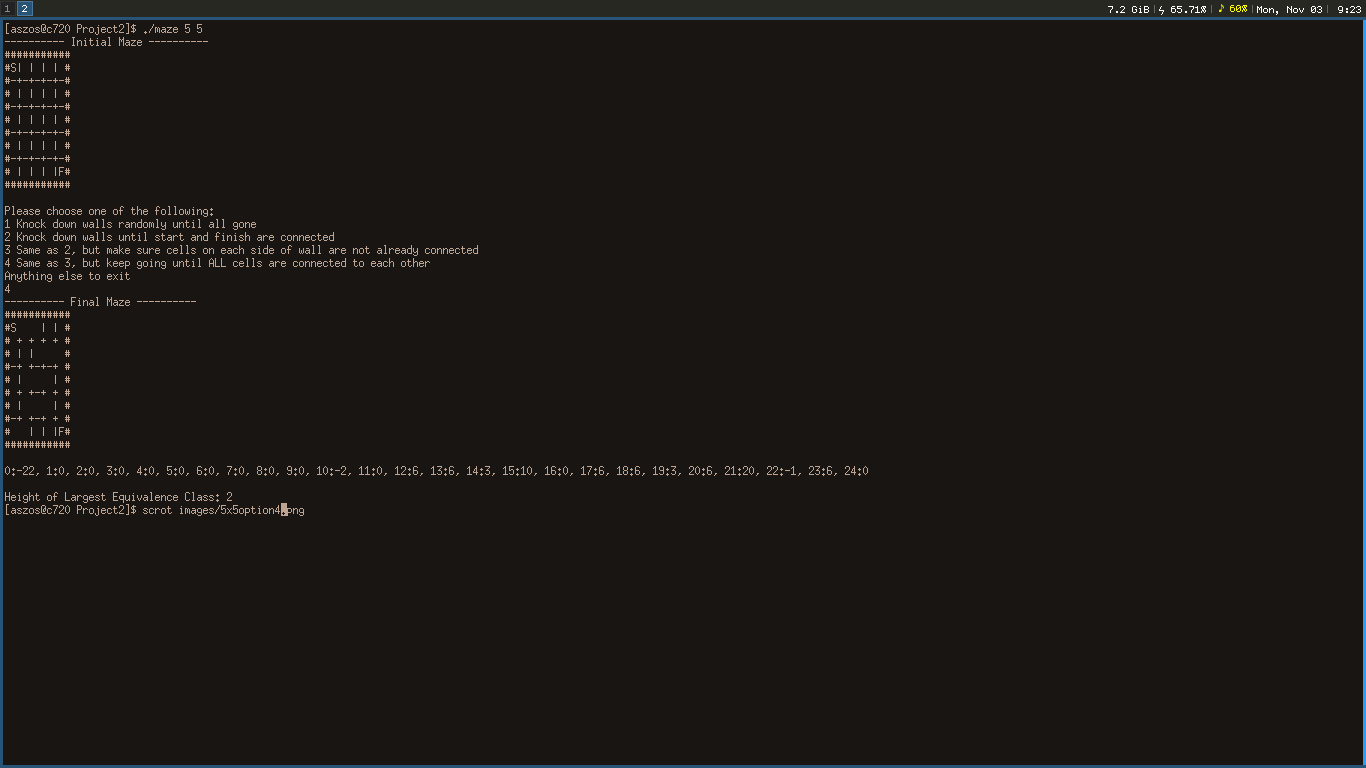 1 2 7.2 GiB| ϟ 65.71%| ♪ 60%|Mon, Nov 03| 9:23
[aszos@c720 Project2]$ ./maze 5 5
---------- Initial Maze ----------
###########
#S| | | | #
#-+-+-+-+-#
# | | | | #
#-+-+-+-+-#
# | | | | #
#-+-+-+-+-#
# | | | | #
#-+-+-+-+-#
# | | | |F#
###########
Please choose one of the following:
1 Knock down walls randomly until all gone
2 Knock down walls until start and finish are connected
3 Same as 2, but make sure cells on each side of wall are not already connected
4 Same as 3, but keep going until ALL cells are connected to each other
Anything else to exit
4
---------- Final Maze ----------
###########
#S    | | #
# + + + + #
# | |     #
#-+ +-+-+ #
# |     | #
# + +-+ + #
# |     | #
#-+ +-+ + #
#   | | |F#
###########
0:-22, 1:0, 2:0, 3:0, 4:0, 5:0, 6:0, 7:0, 8:0, 9:0, 10:-2, 11:0, 12:6, 13:6, 14:3, 15:10, 16:0, 17:6, 18:6, 19:3, 20:6, 21:20, 22:-1, 23:6, 24:0
Height of Largest Equivalence Class: 2
[aszos@c720 Project2]$ scrot images/5x5option4.png